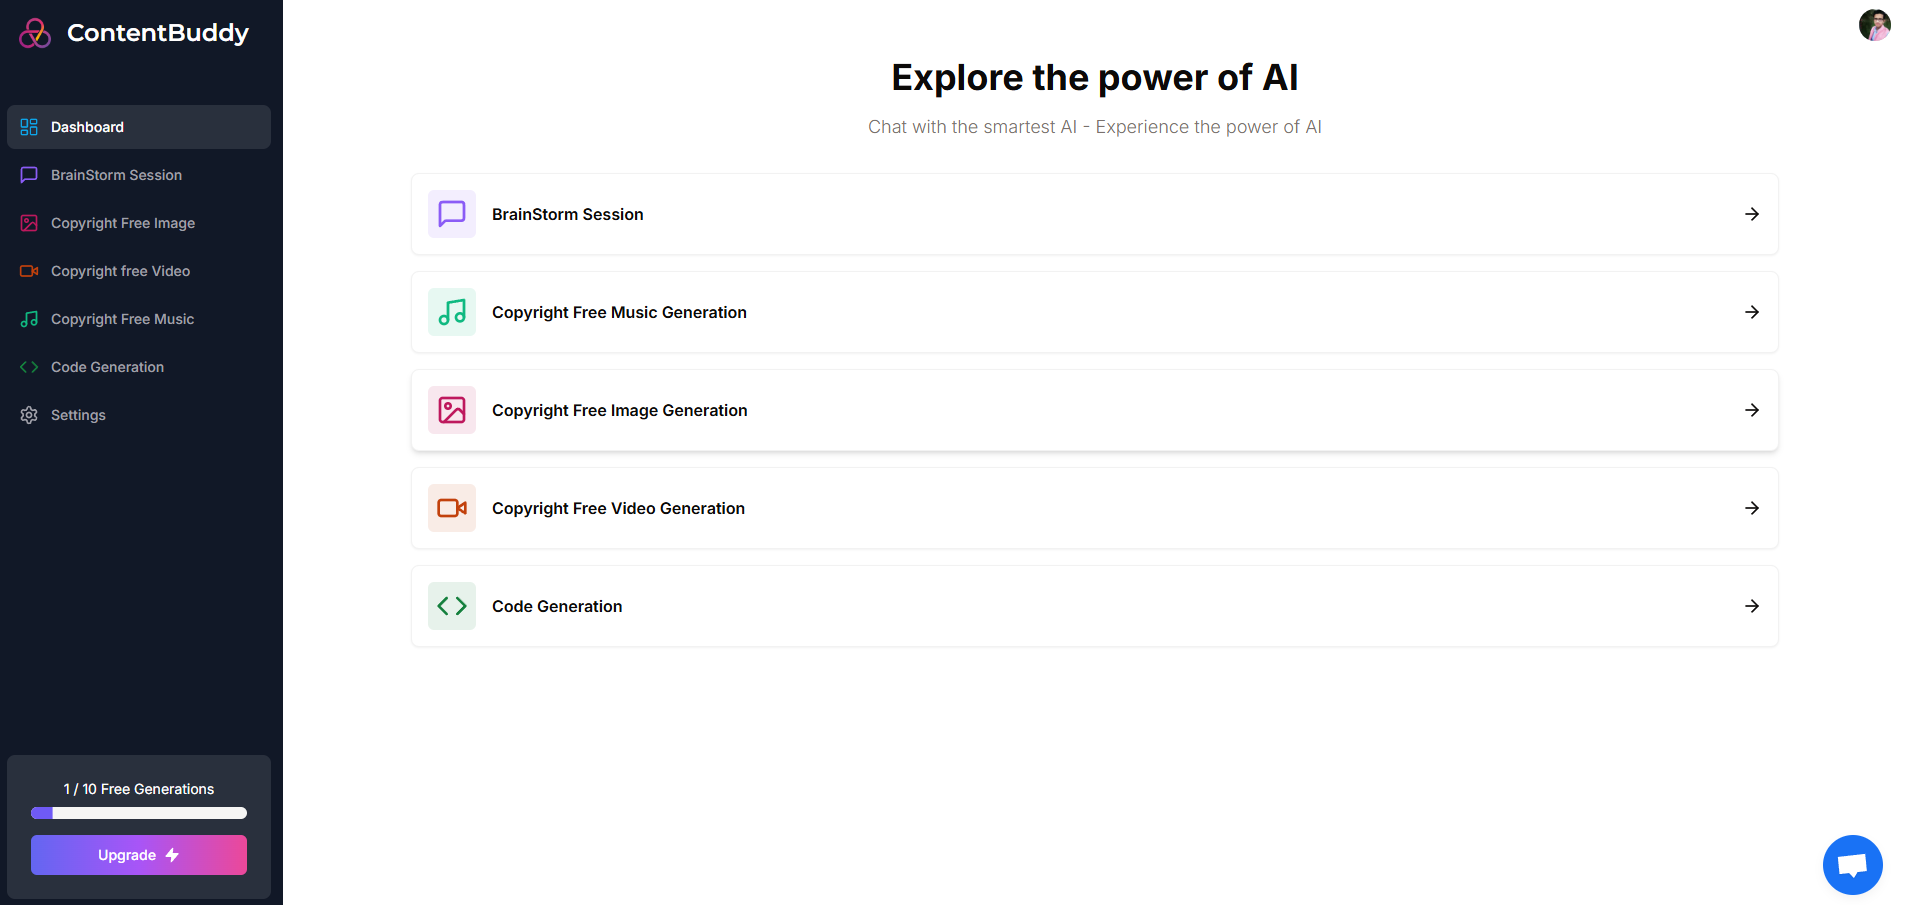 ContentBuddy
Dashboard
BrainStorm Session
Copyright Free Image
Copyright free Video
Copyright Free Music
Code Generation
Settings
1 / 10 Free Generations
Upgrade
Explore the power of AI
Chat with the smartest AI - Experience the power of AI
BrainStorm Session
Copyright Free Music Generation
Copyright Free Image Generation
Copyright Free Video Generation
Code Generation